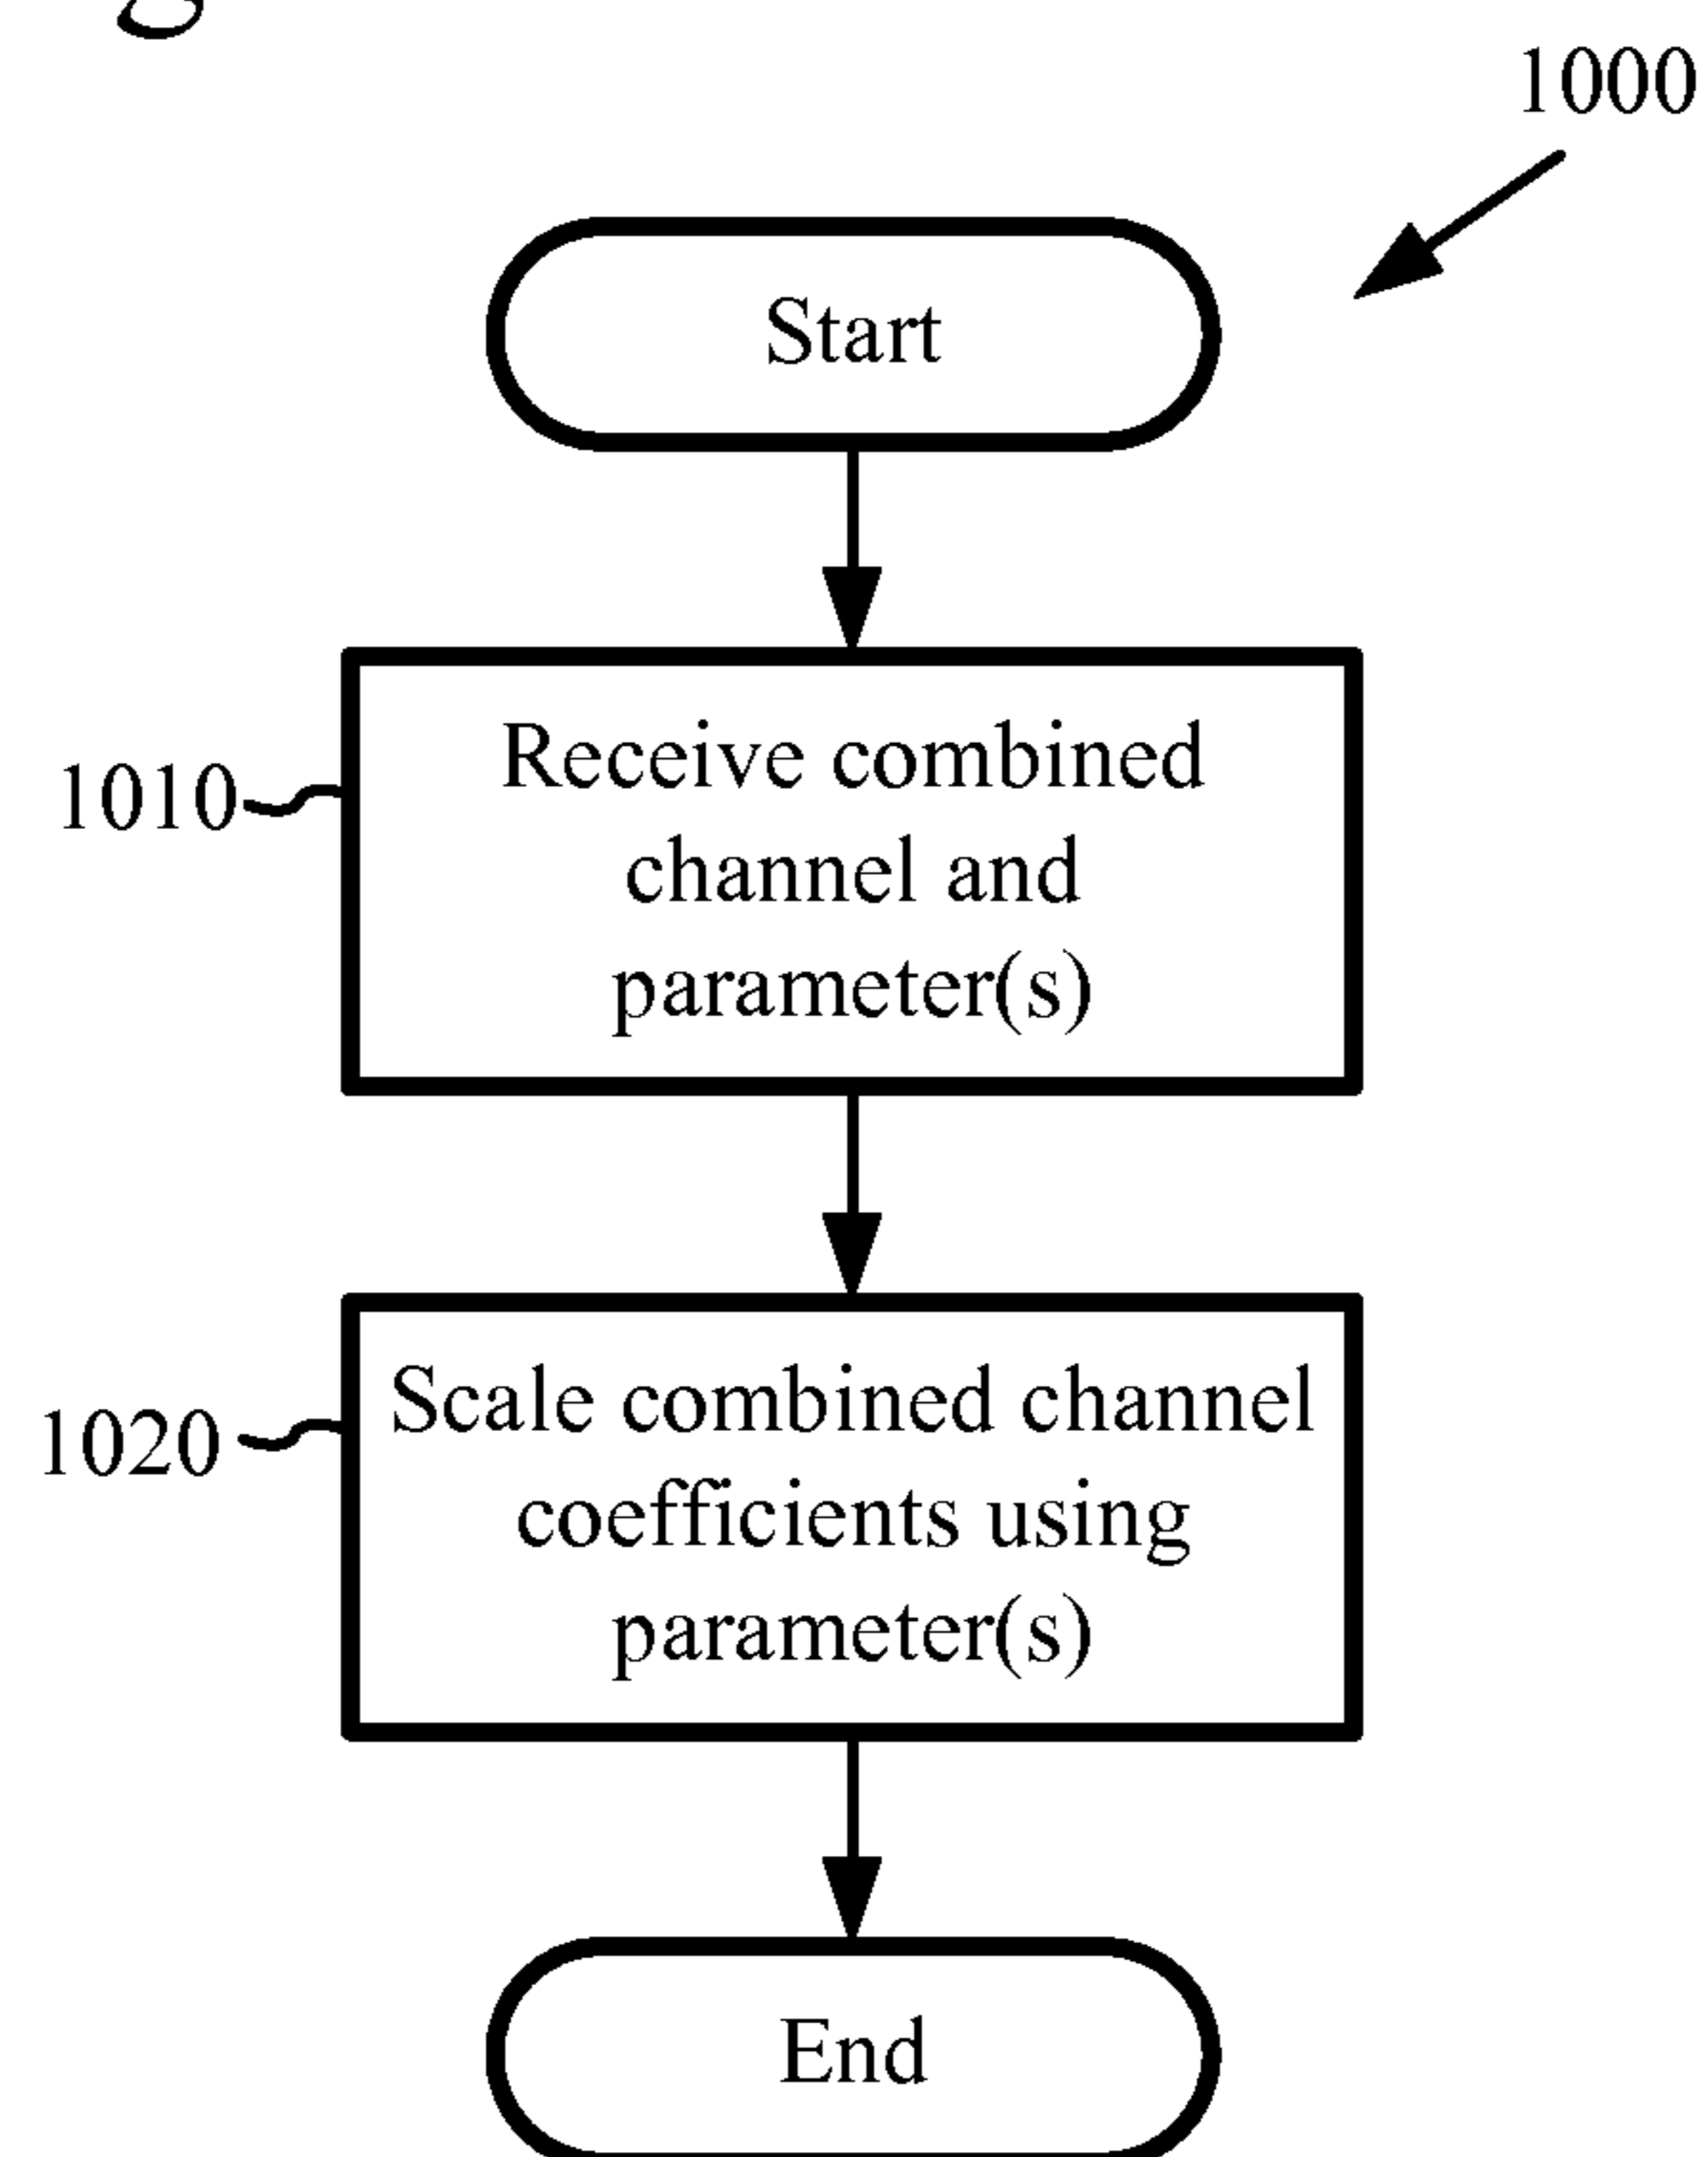 1000
Start
Receive combined
channel and
parameter(s)
1010
Scale combined channel
coefficients using
parameter(s)
1020
End